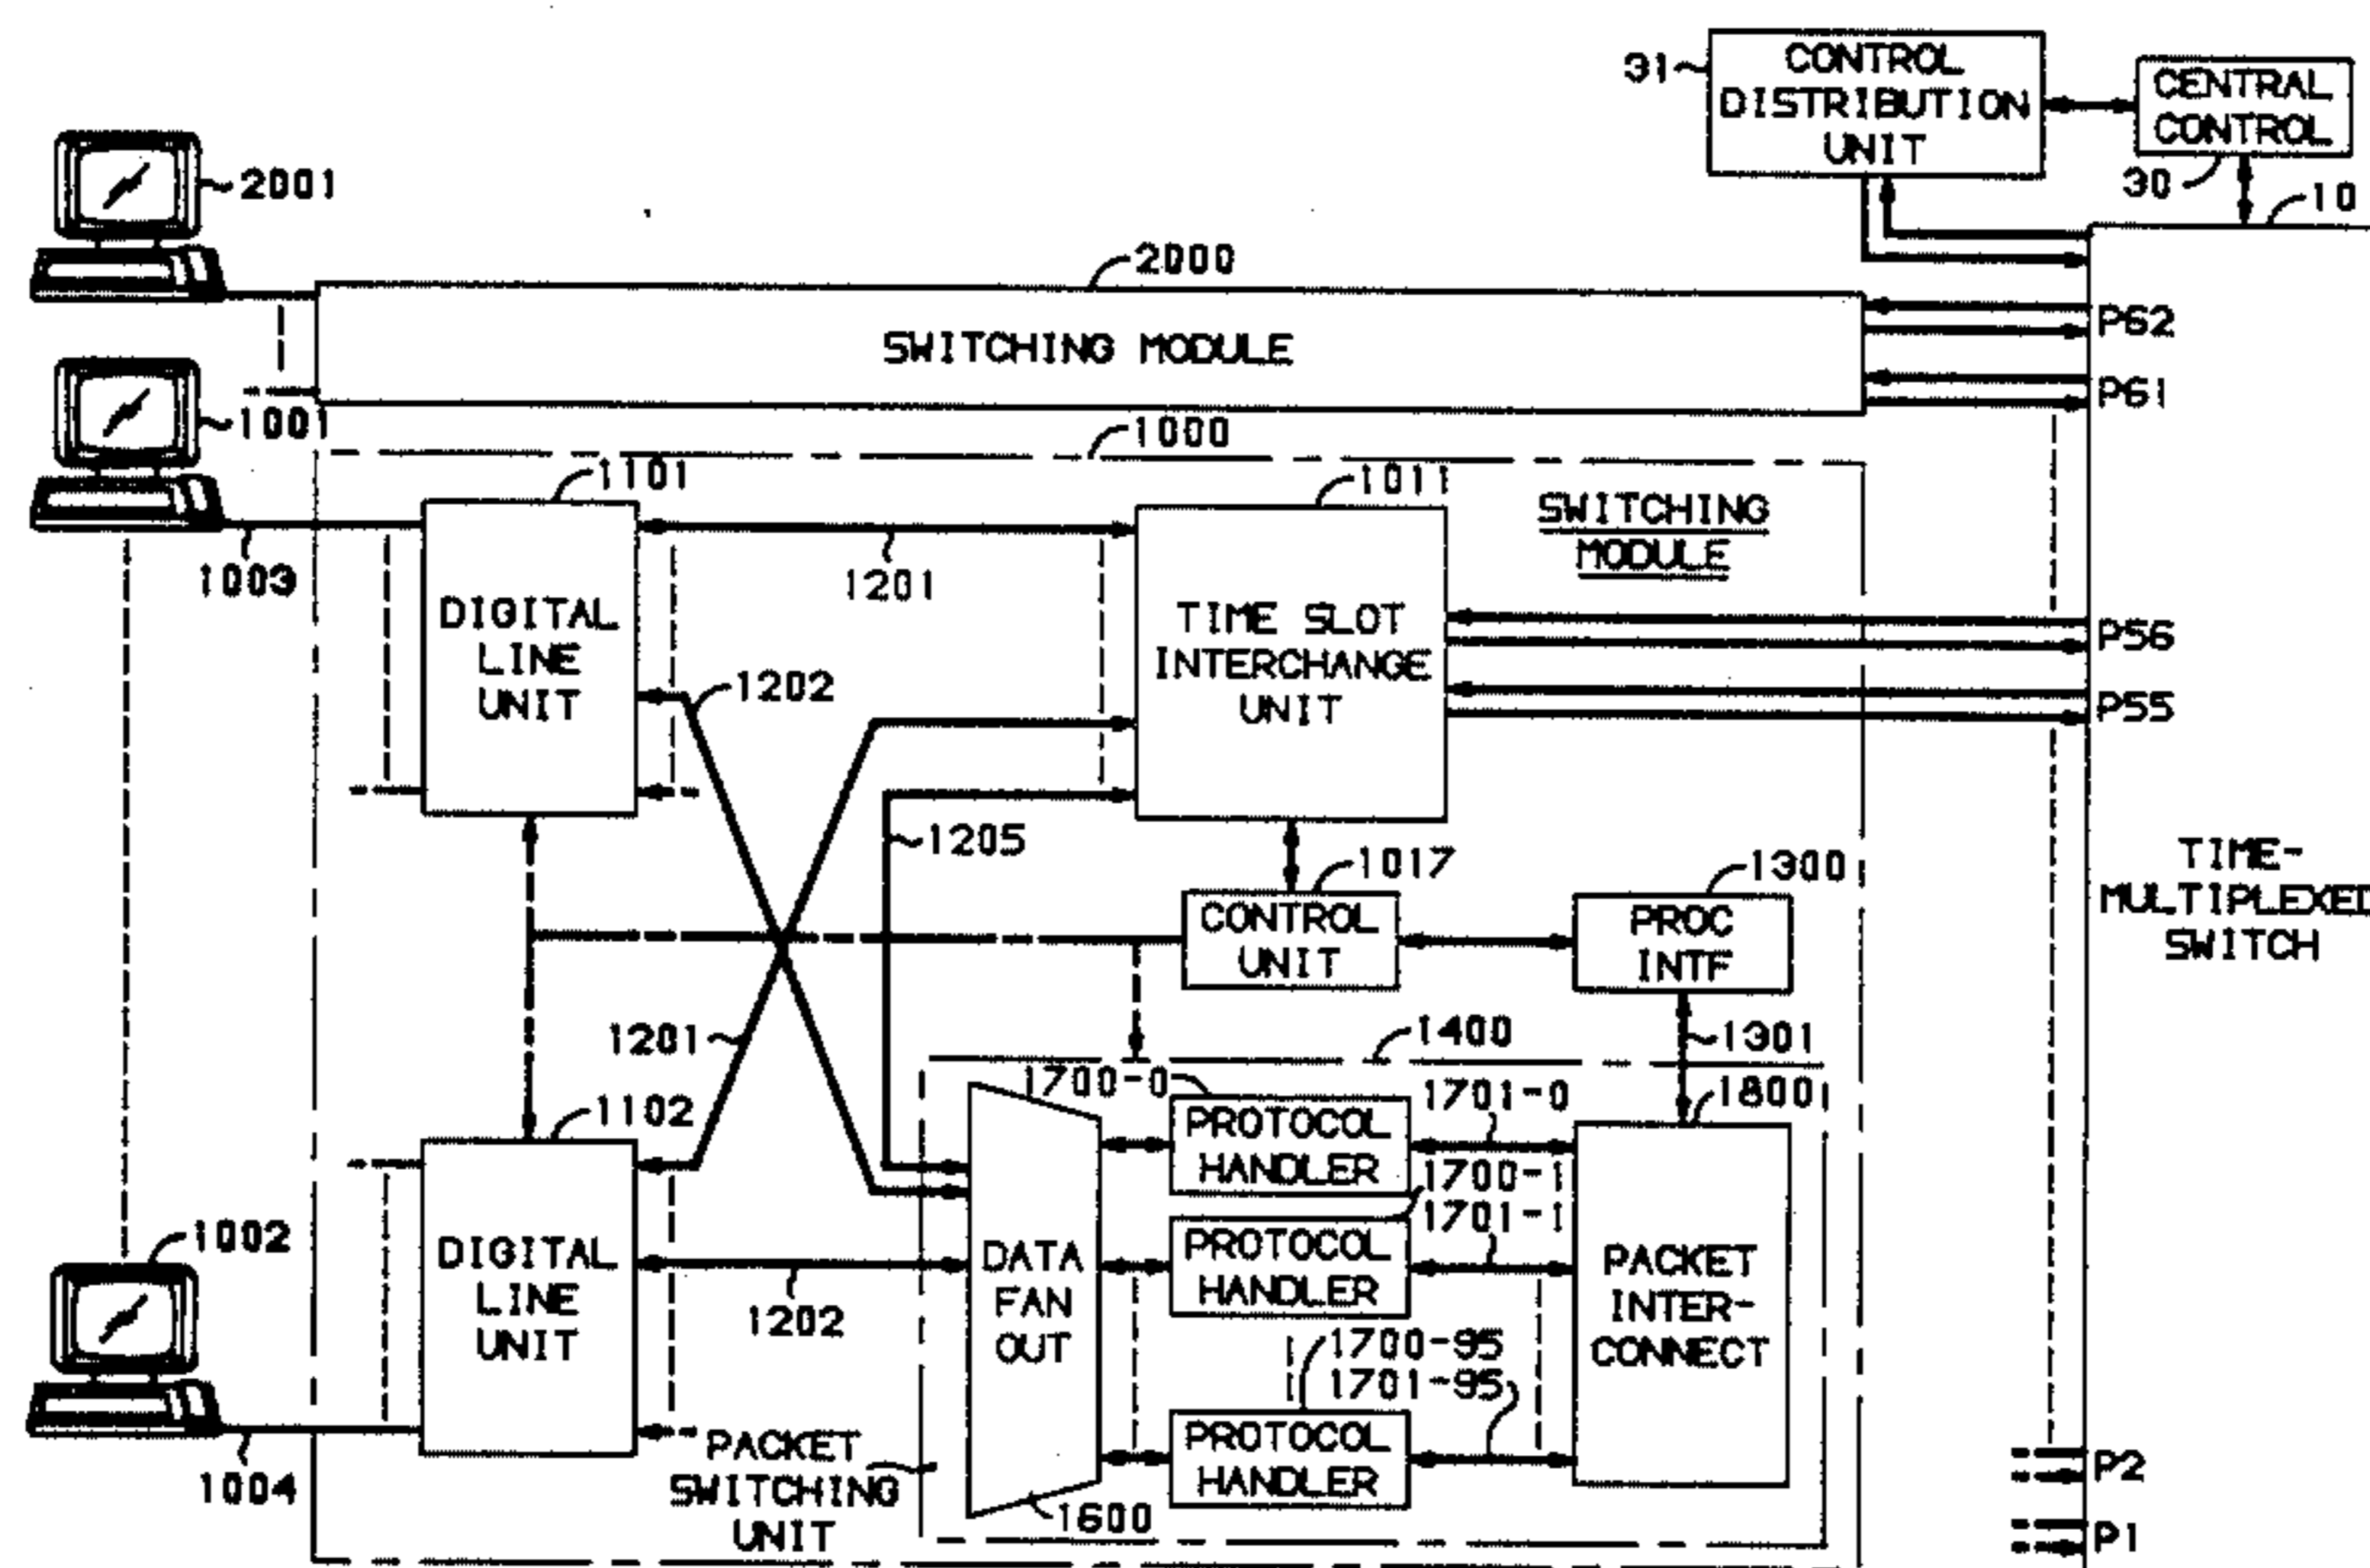 31
CONTROL
DISTRIBUTION
UNIT
CENTRAL
CONTROL
30
10
2001
2000
SWITCHING MODULE
P62
P61
1001
1000
1101
1011
SWITCHING
MODULE
1003
1201
DIGITAL
LINE
UNIT
TIME SLOT
INTERCHANGE
UNIT
P56
P55
1202
1205
1017
1300
CONTROL
UNIT
PROC
INTF
TIME-
MULTIPLEXED
SWITCH
1201
1400
1301
1700-0
1701-0
1800
1102
PROTOCOL
HANDLER
1700-1
1701-1
1002
DIGITAL
LINE
UNIT
1202
DATA
FAN
OUT
PROTOCOL
HANDLER
PACKET
INTER-
CONNECT
1700-95
1701-95
PROTOCOL
HANDLER
1004
PACKET
SWITCHING
UNIT
1600
P2
P1